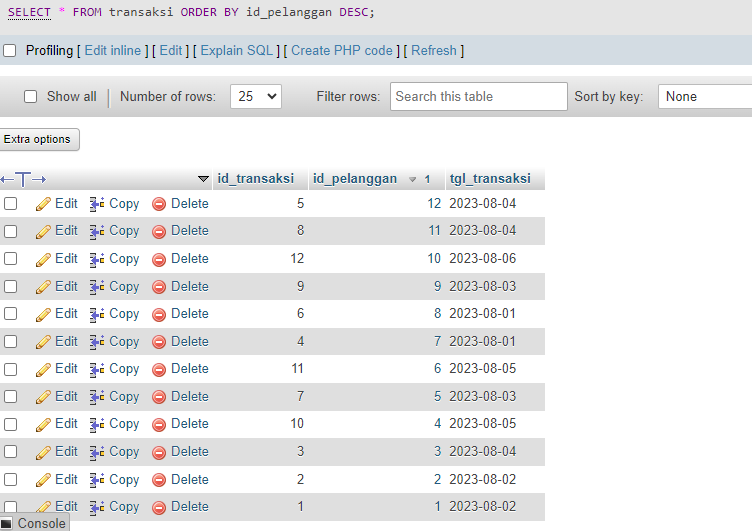 SELECT * FROM transaksi ORDER BY id_pelanggan DESC;
Profiling [ Edit inline ] [ Edit ] [ Explain SQL ] [ Create PHP code ] [ Refresh ]
Show all Number of rows: 25 Filter rows: Search this table Sort by key: None
Extra options
id_transaksi id_pelanggan 1 tgl_transaksi
Edit Copy Delete 5 12 2023-08-04
Edit Copy Delete 8 11 2023-08-04
Edit Copy Delete 12 10 2023-08-06
Edit Copy Delete 9 9 2023-08-03
Edit Copy Delete 6 8 2023-08-01
Edit Copy Delete 4 7 2023-08-01
Edit Copy Delete 11 6 2023-08-05
Edit Copy Delete 7 5 2023-08-03
Edit Copy Delete 10 4 2023-08-05
Edit Copy Delete 3 3 2023-08-04
Edit Copy Delete 2 2 2023-08-02
Edit Copy Delete 1 1 2023-08-02
Console